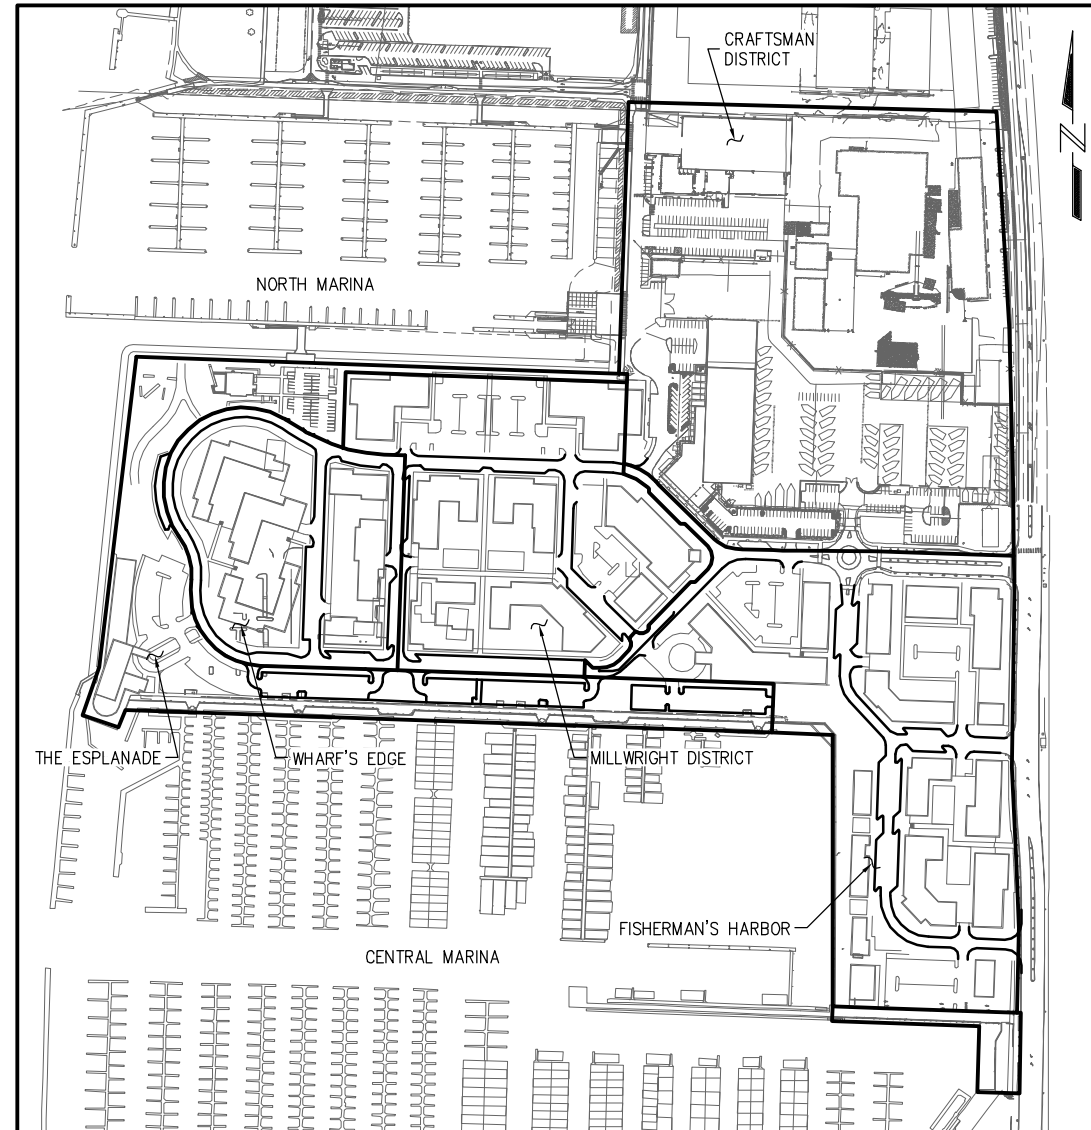 CRAFTSMAN
DISTRICT
N
NORTH MARINA
THE ESPLANADE
WHARF'S EDGE
MILLWRIGHT DISTRICT
FISHERMAN'S HARBOR
CENTRAL MARINA